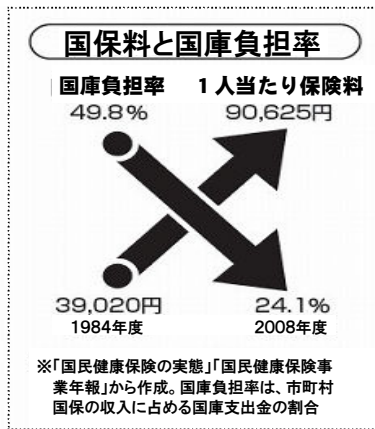 国保料と国庫負担率
国庫負担率 1人当たり保険料
49.8% 90,625円
39,020円 24.1%
1984年度 2008年度
※「国民健康保険の実態」「国民健康保険事
業年報」から作成。国庫負担率は、市町村
国保の収入に占める国庫支出金の割合